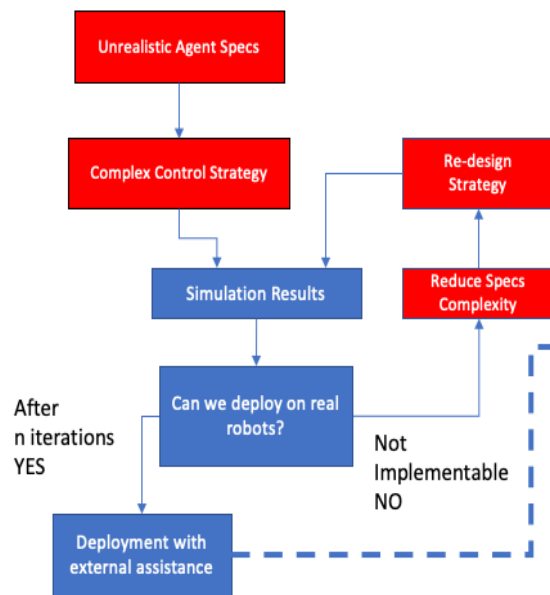 Unrealistic Agent Specs
Complex Control Strategy
Re-design
Strategy
Simulation Results
Reduce Specs
Complexity
Can we deploy on real
robots?
After
n iterations
YES
Not
Implementable
NO
Deployment with
external assistance